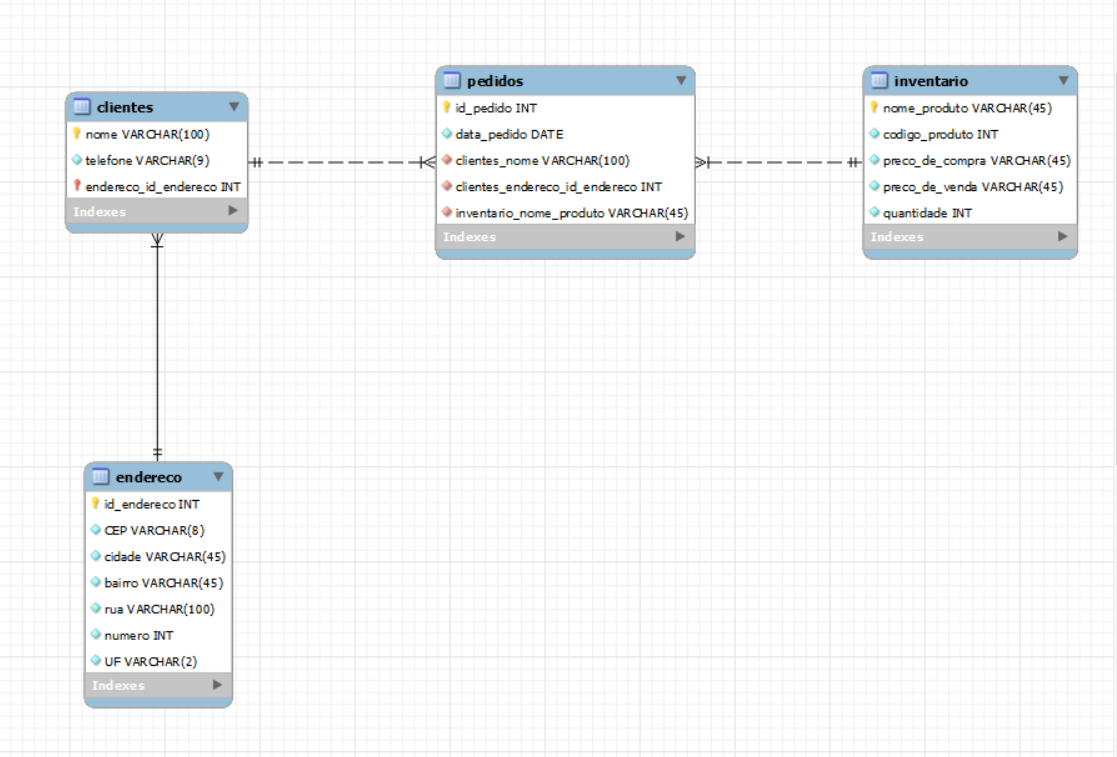 clientes
nome VARCHAR(100)
telefone VARCHAR(9)
endereco_id_endereco INT
Indexes
pedidos
id_pedido INT
data_pedido DATE
clientes_nome VARCHAR(100)
clientes_endereco_id_endereco INT
inventario_nome_produto VARCHAR(45)
Indexes
inventario
nome_produto VARCHAR(45)
codigo_produto INT
preco_de_compra VARCHAR(45)
preco_de_venda VARCHAR(45)
quantidade INT
Indexes
endereco
id_endereco INT
CEP VARCHAR(8)
cidade VARCHAR(45)
bairro VARCHAR(45)
rua VARCHAR(100)
numero INT
UF VARCHAR(2)
Indexes